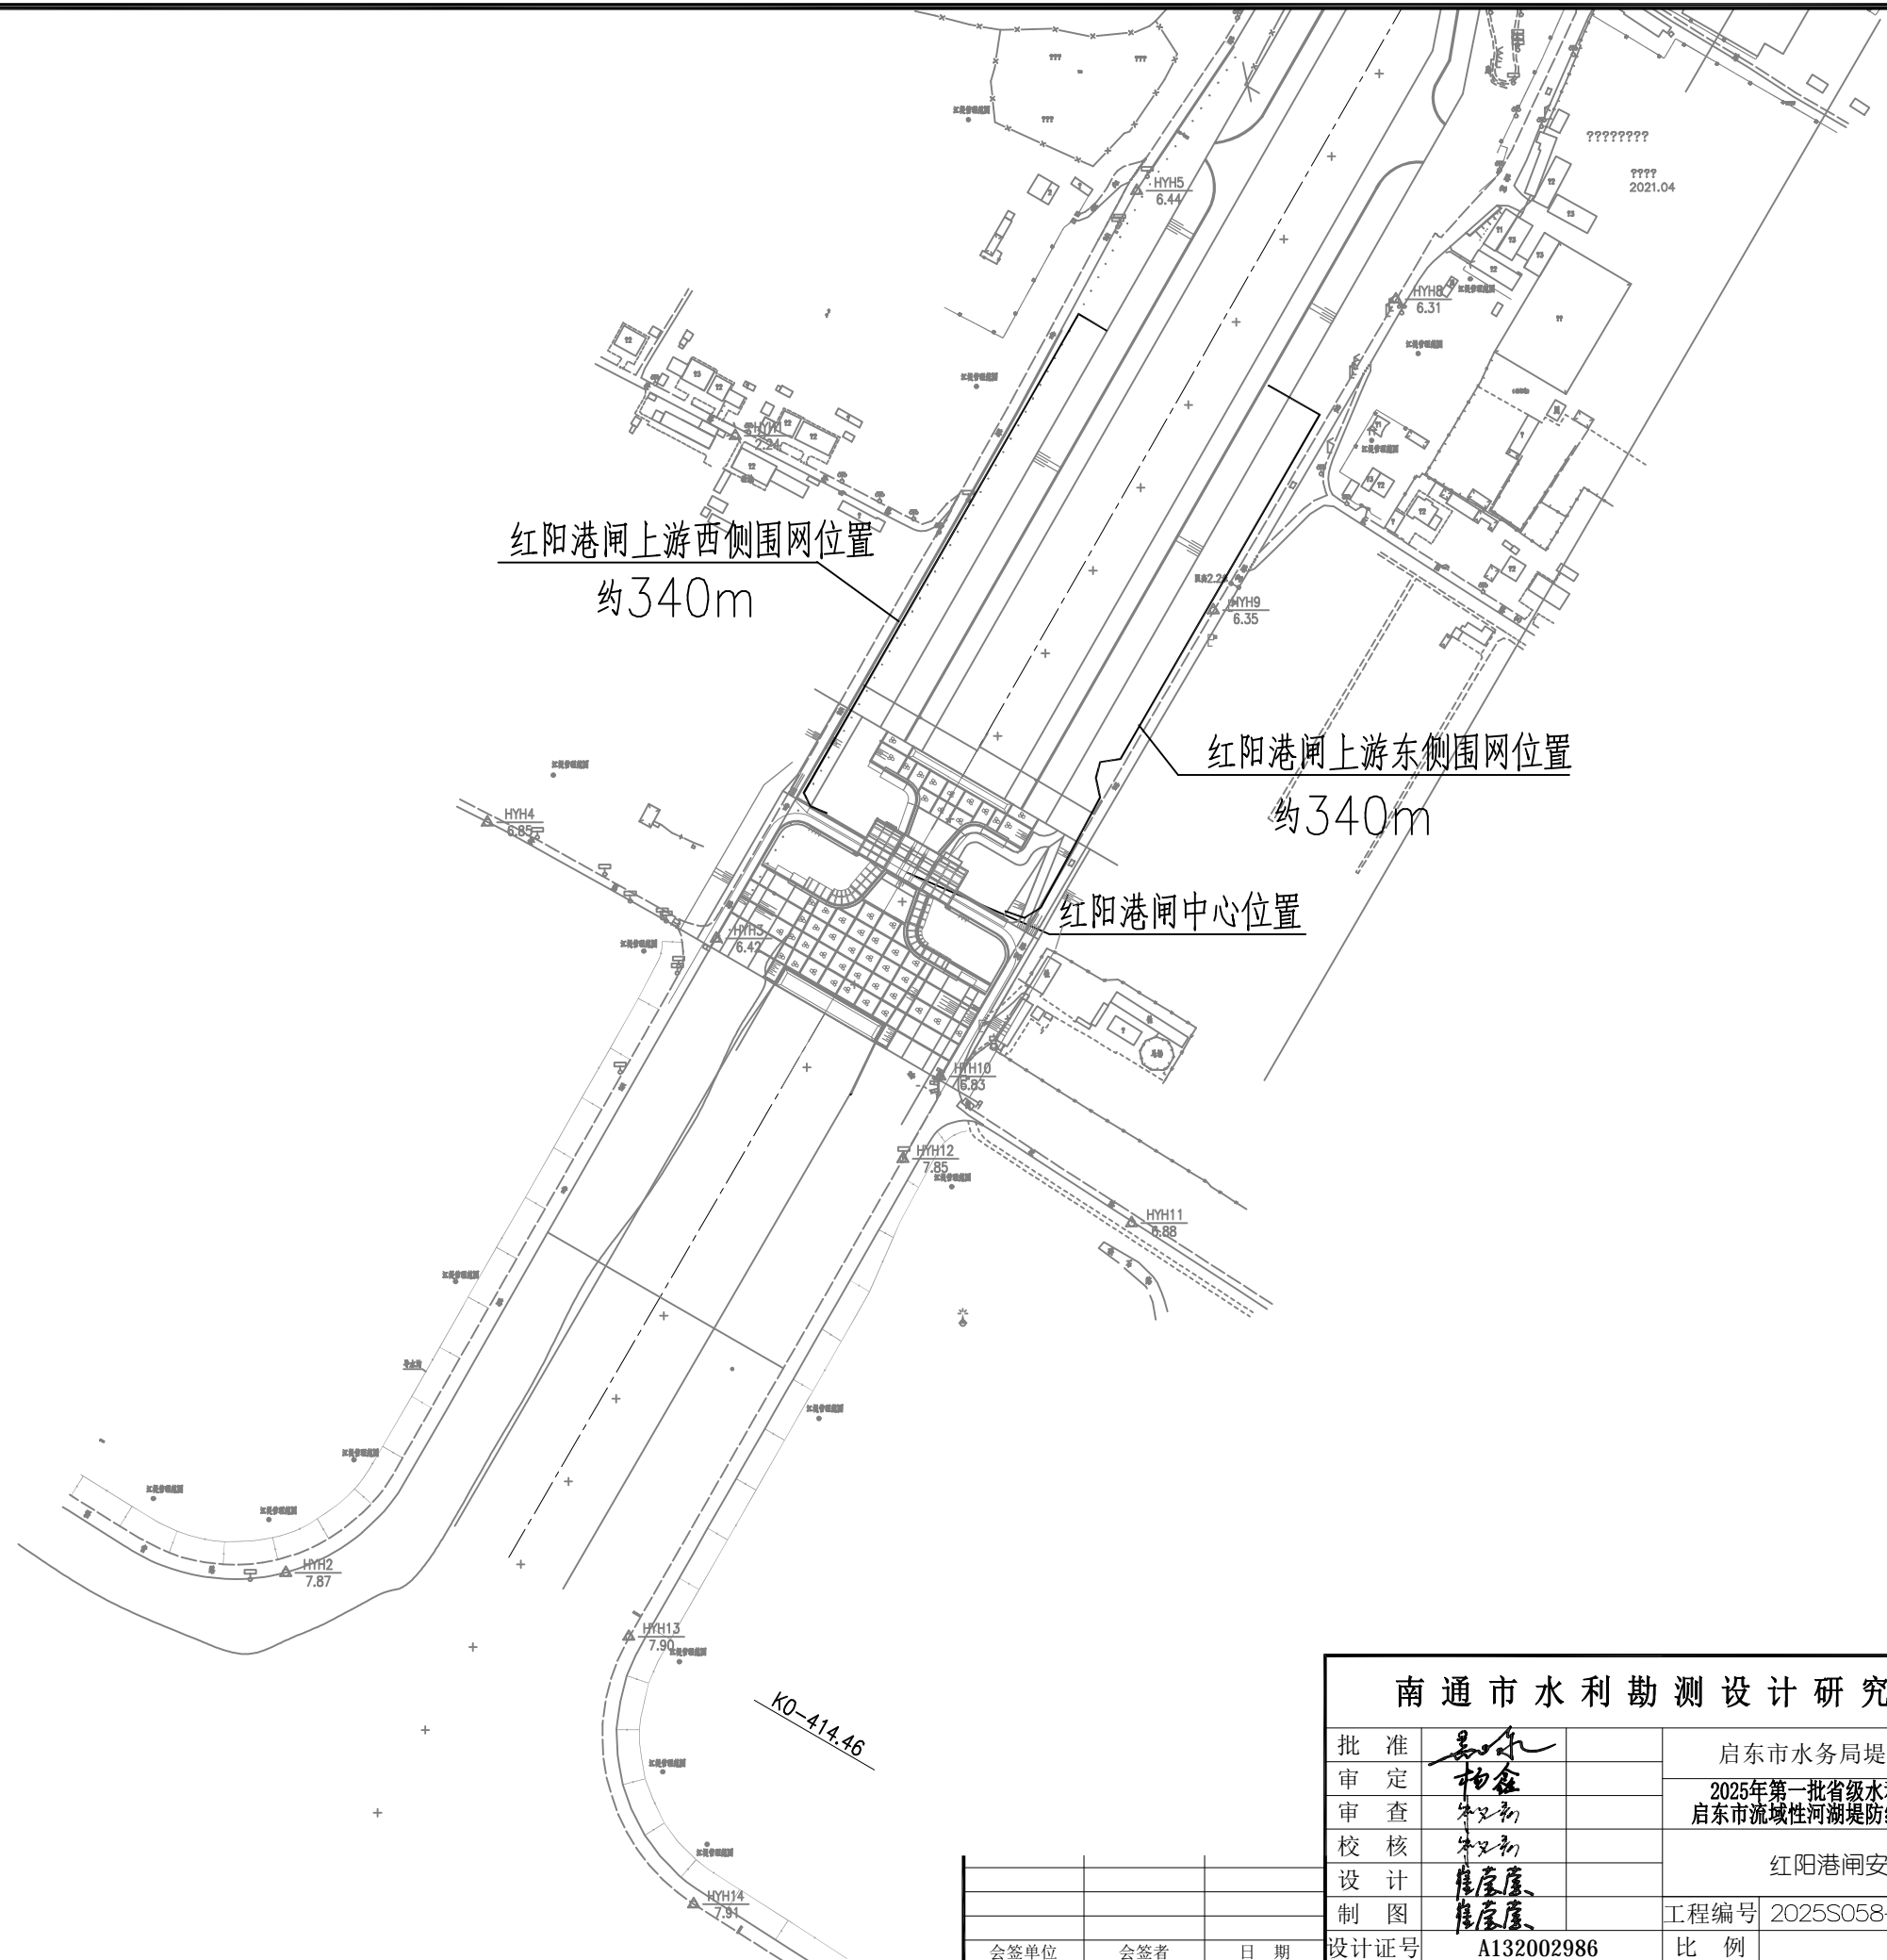 ????????
????
2021.04
???
???
???
HYH5
6.44
HYH8
6.31
HYH1
2.24
红阳港闸上游西侧围网位置
约340m
HYH9
6.35
红阳港闸上游东侧围网位置
约340m
HYH4
6.85
红阳港闸中心位置
HYH3
6.42
HYH10
6.83
HYH12
7.85
HYH11
6.88
HYH2
7.87
HYH13
7.90
K0-414.46
HYH14
7.91
南通市水利勘测设计研究
批准
启东市水务局堤
审定
2025年第一批省级水
审查
启东市流域性河湖堤防
校核
红阳港闸安
设计
制图
工程编号 2025S058-
设计证号 A132002986 比例
会签单位 会签者 日期